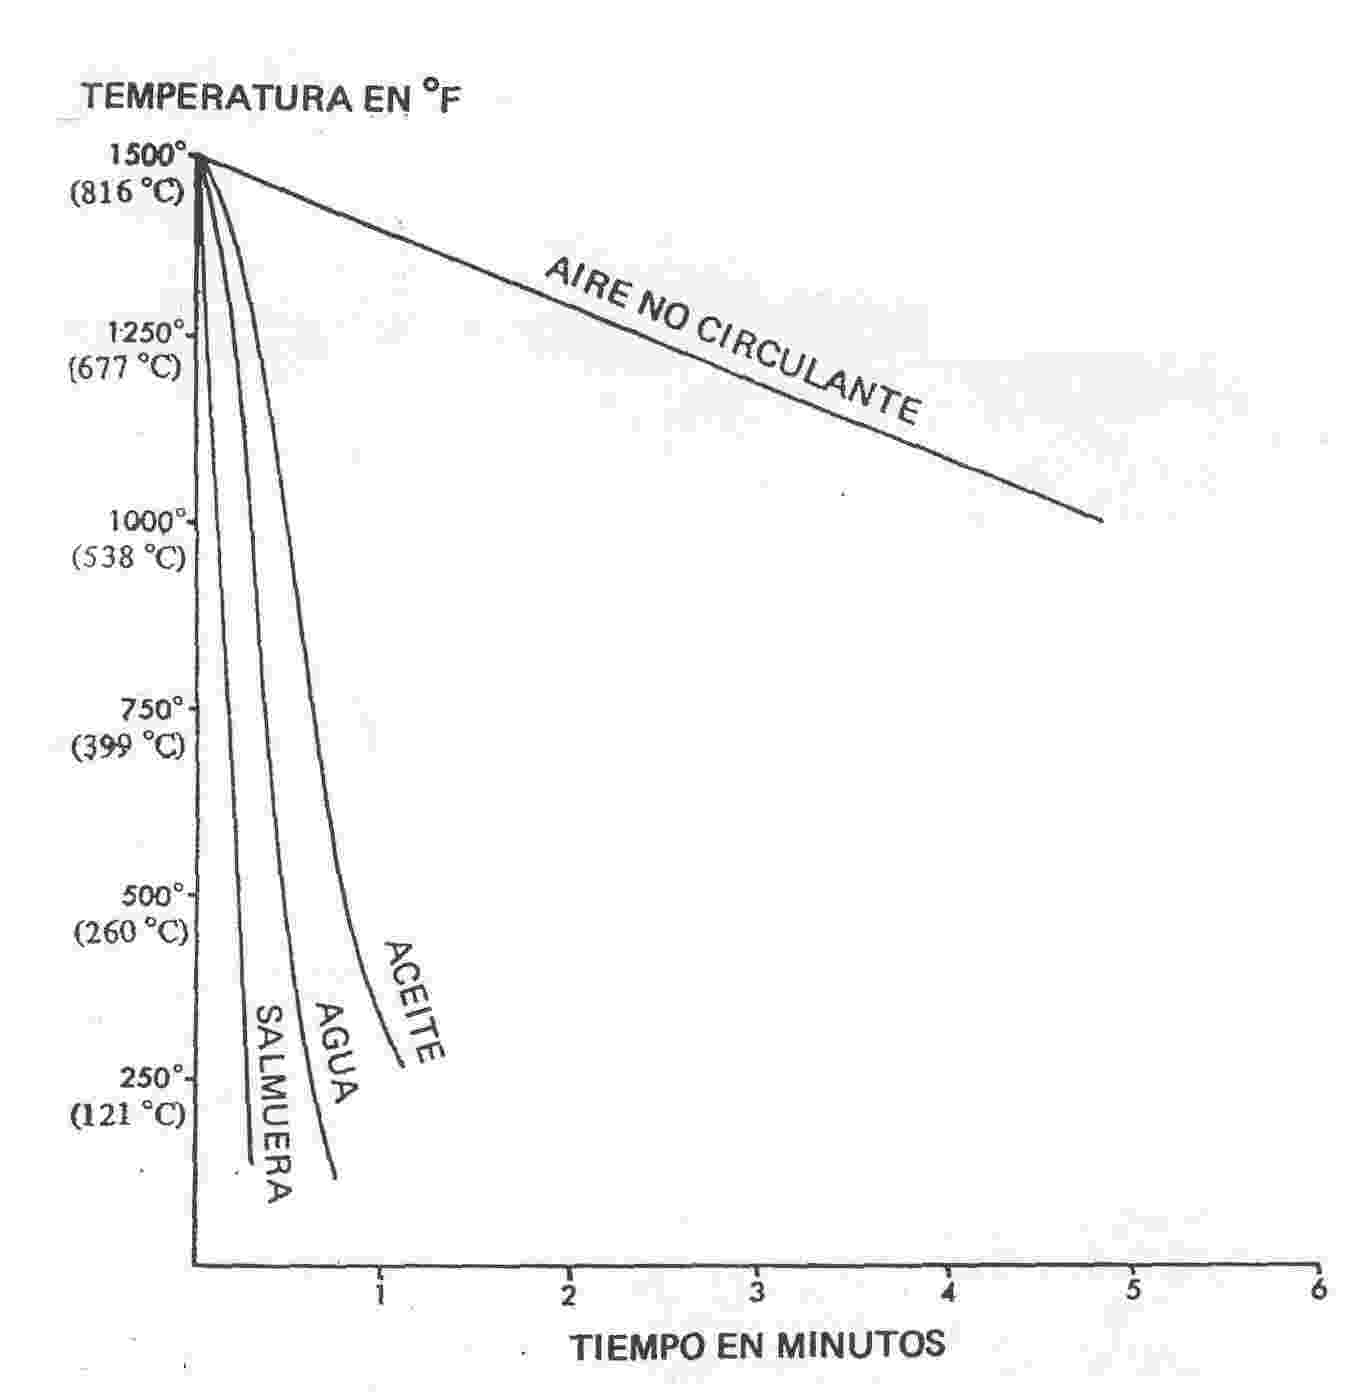 TEMPERATURA EN °F
1500°
(816 °C)
1250°
(677 °C)
1000°
(538 °C)
750°
(399 °C)
500°
(260 °C)
250°
(121 °C)
AIRE NO CIRCULANTE
ACEITE
AGUA
SALMUERA
1 2 3 4 5 6
TIEMPO EN MINUTOS